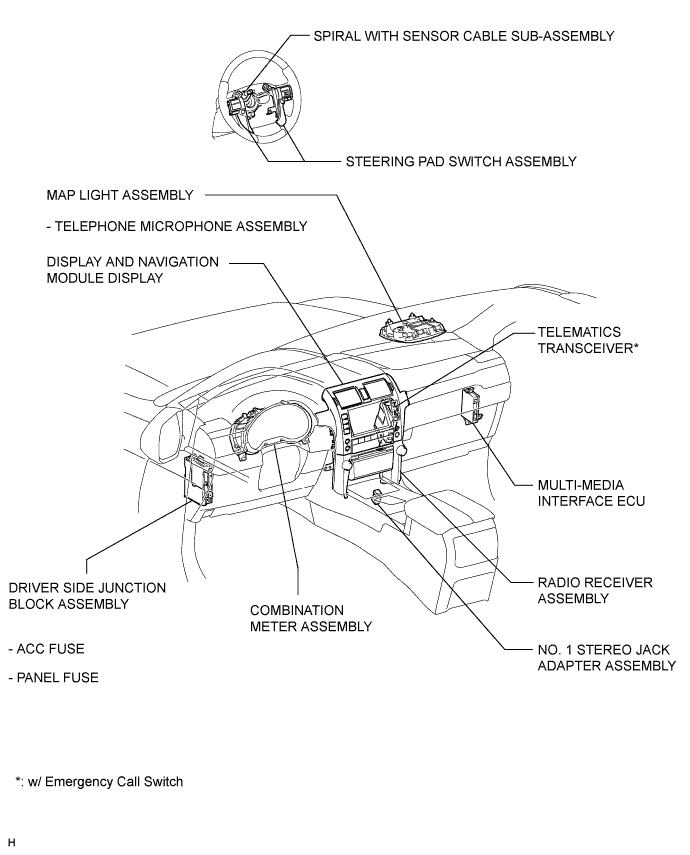 SPIRAL WITH SENSOR CABLE SUB-ASSEMBLY
STEERING PAD SWITCH ASSEMBLY
MAP LIGHT ASSEMBLY
- TELEPHONE MICROPHONE ASSEMBLY
DISPLAY AND NAVIGATION
MODULE DISPLAY
TELEMATICS
TRANSCEIVER*
MULTI-MEDIA
INTERFACE ECU
DRIVER SIDE JUNCTION
BLOCK ASSEMBLY
- ACC FUSE
- PANEL FUSE
COMBINATION
METER ASSEMBLY
RADIO RECEIVER
ASSEMBLY
NO. 1 STEREO JACK
ADAPTER ASSEMBLY
*: w/ Emergency Call Switch
H